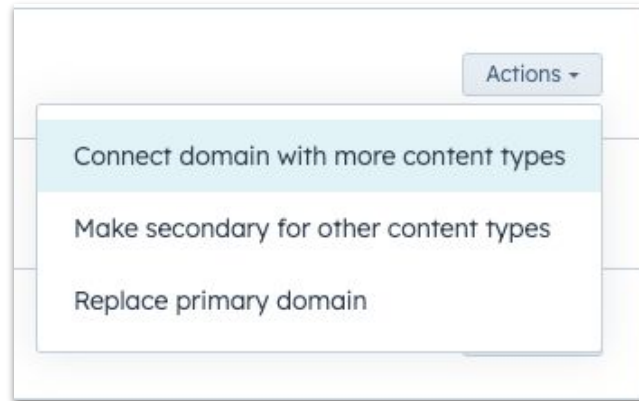 Actions
Connect domain with more content types
Make secondary for other content types
Replace primary domain